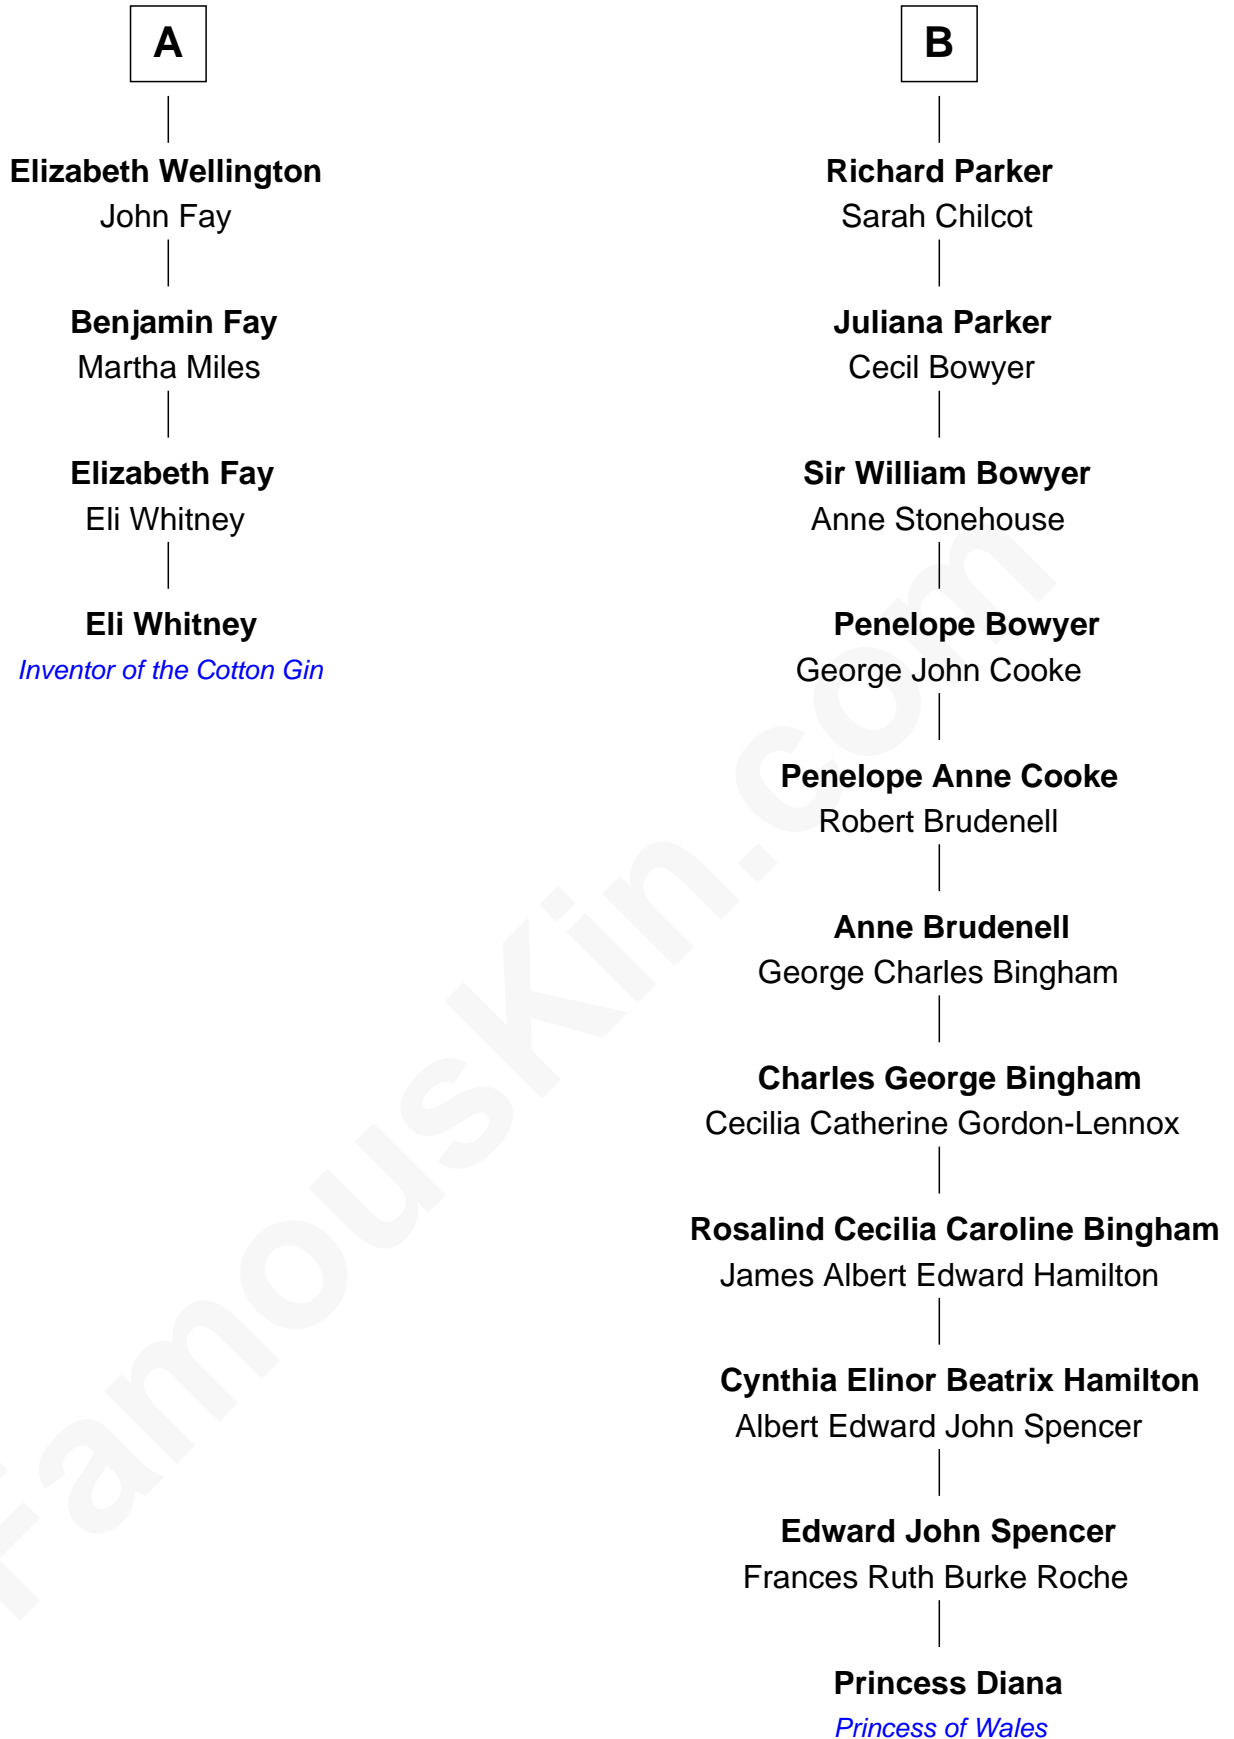 A
Elizabeth Wellington
John Fay
Benjamin Fay
Martha Miles
Elizabeth Fay
Eli Whitney
Eli Whitney
Inventor of the Cotton Gin
B
Richard Parker
Sarah Chilcot
Juliana Parker
Cecil Bowyer
Sir William Bowyer
Anne Stonehouse
Penelope Bowyer
George John Cooke
Penelope Anne Cooke
Robert Brudenell
Anne Brudenell
George Charles Bingham
Charles George Bingham
Cecilia Catherine Gordon-Lennox
Rosalind Cecilia Caroline Bingham
James Albert Edward Hamilton
Cynthia Elinor Beatrix Hamilton
Albert Edward John Spencer
Edward John Spencer
Frances Ruth Burke Roche
Princess Diana
Princess of Wales
FamousKin.com